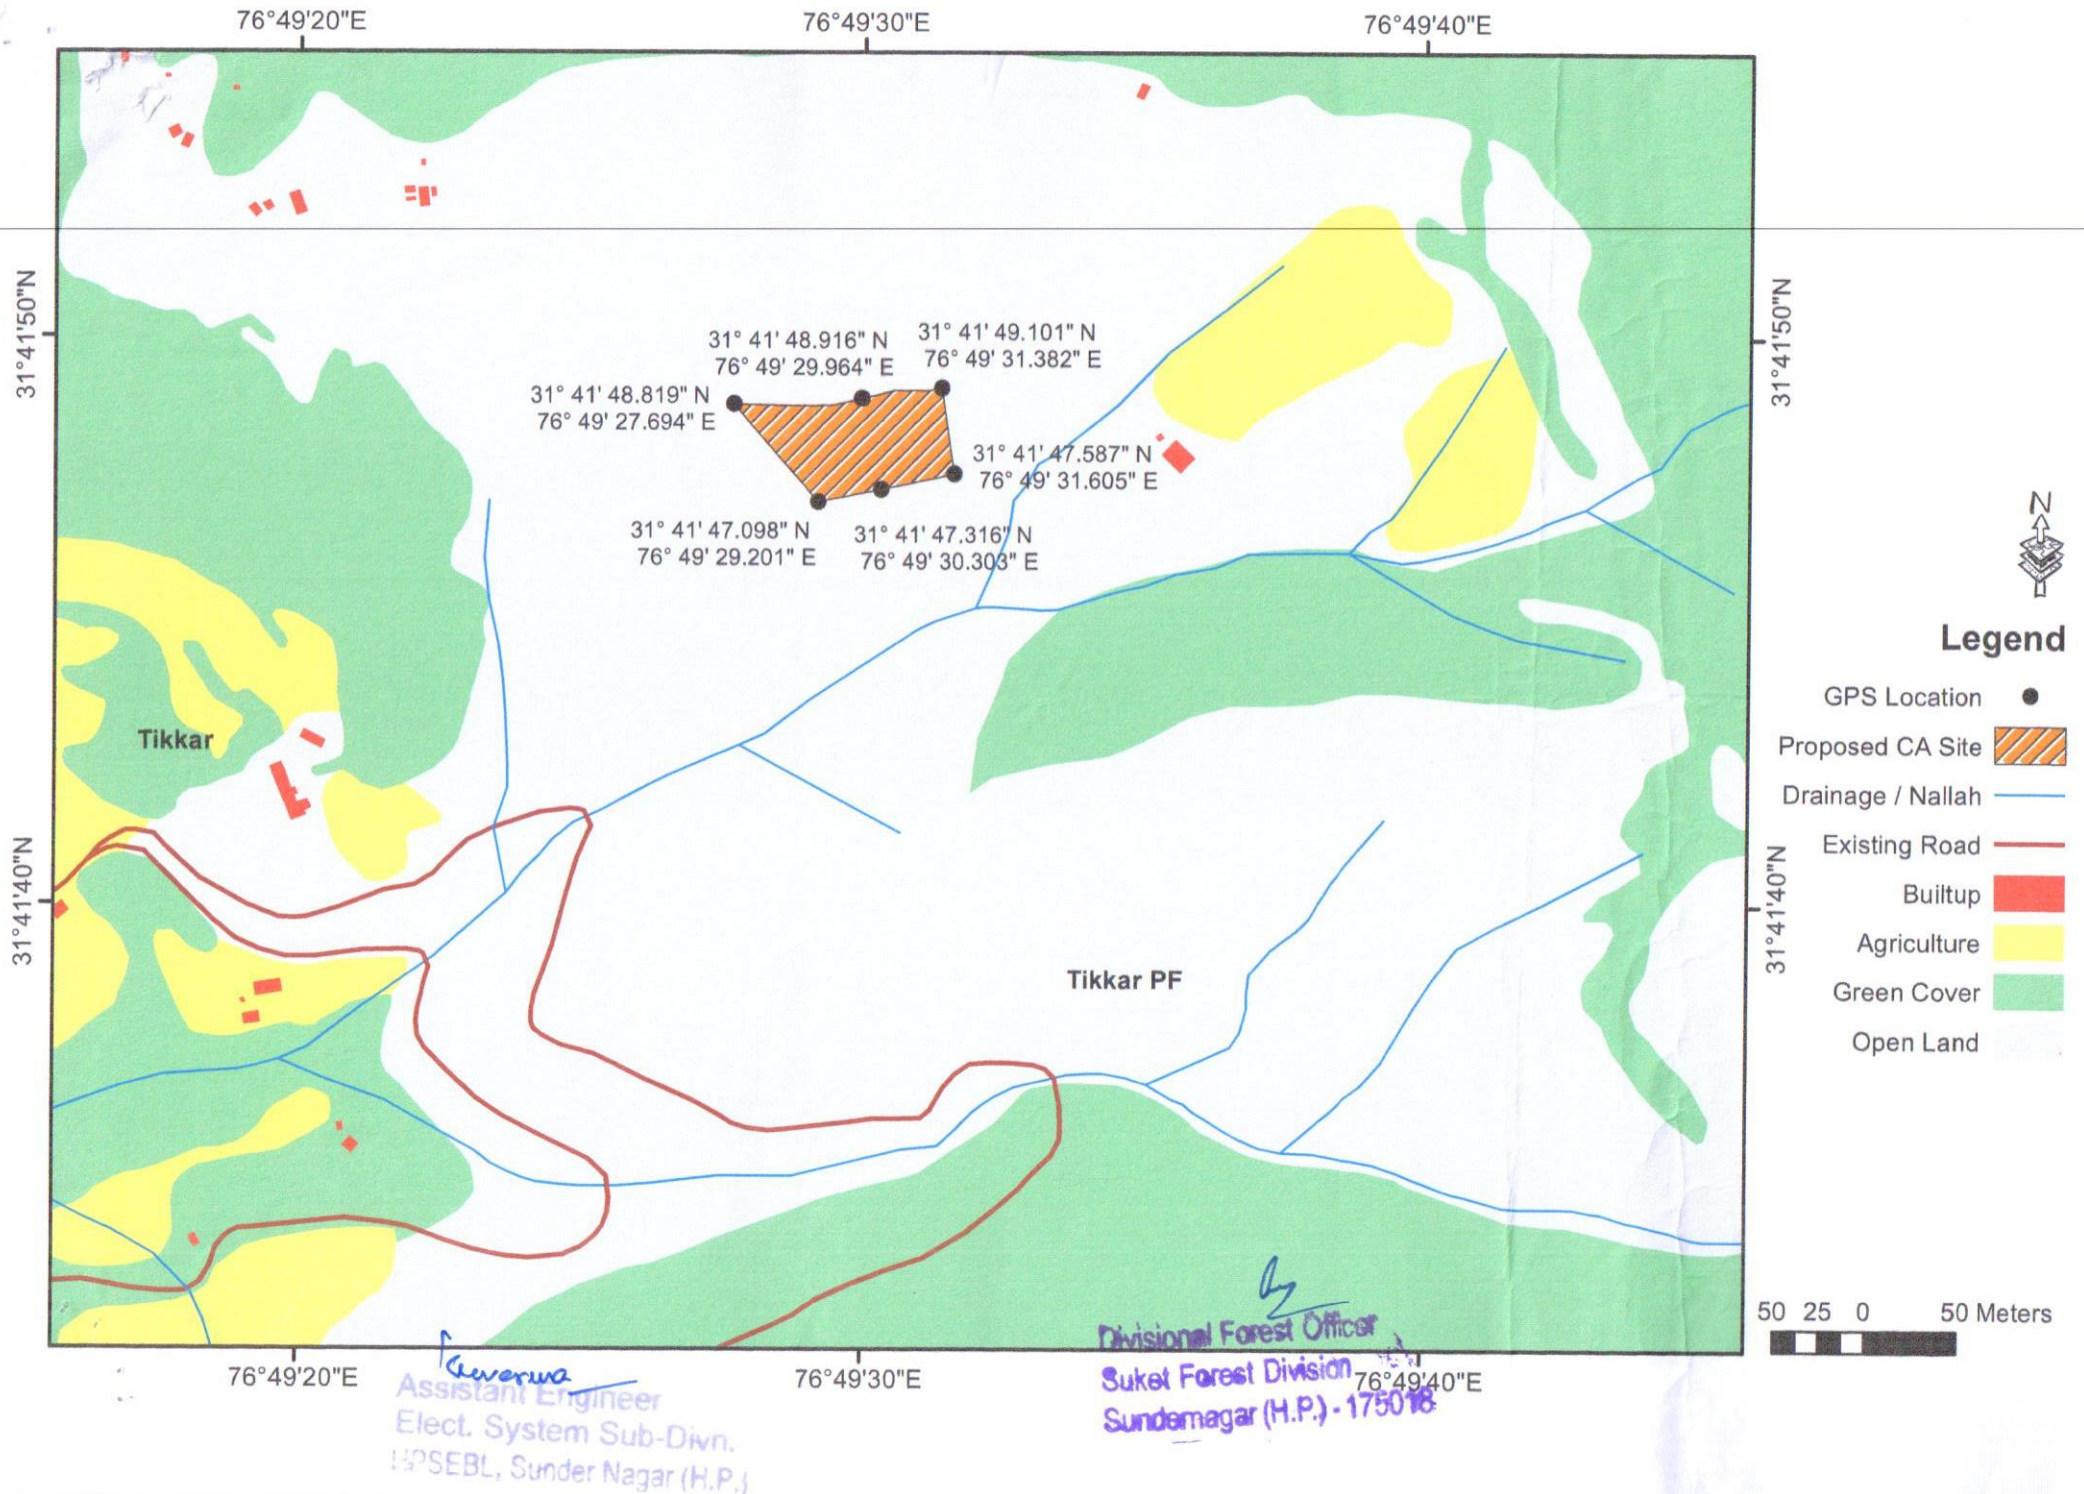 76°49'20"E
76°49'30"E
76°49'40"E
31°41'50"N
31°41'50"N
31° 41' 48.916" N
76° 49' 29.964" E
31° 41' 49.101" N
76° 49' 31.382" E
31° 41' 48.819" N
76° 49' 27.694" E
31° 41' 47.587" N
76° 49' 31.605" E
31° 41' 47.098" N
76° 49' 29.201" E
31° 41' 47.316" N
76° 49' 30.303" E
N
Legend
GPS Location
Proposed CA Site
Drainage / Nallah
Existing Road
Builtup
Agriculture
Green Cover
Open Land
Tikkar
31°41'40"N
31°41'40"N
Tikkar PF
50 25 0 50 Meters
76°49'20"E
76°49'30"E
76°49'40"E
Assistant Engineer
Elect. System Sub-Divn.
HPSEBL, Sunder Nagar (H.P.)
Divisional Forest Officer
Suket Forest Division
Sundernagar (H.P.) - 175018